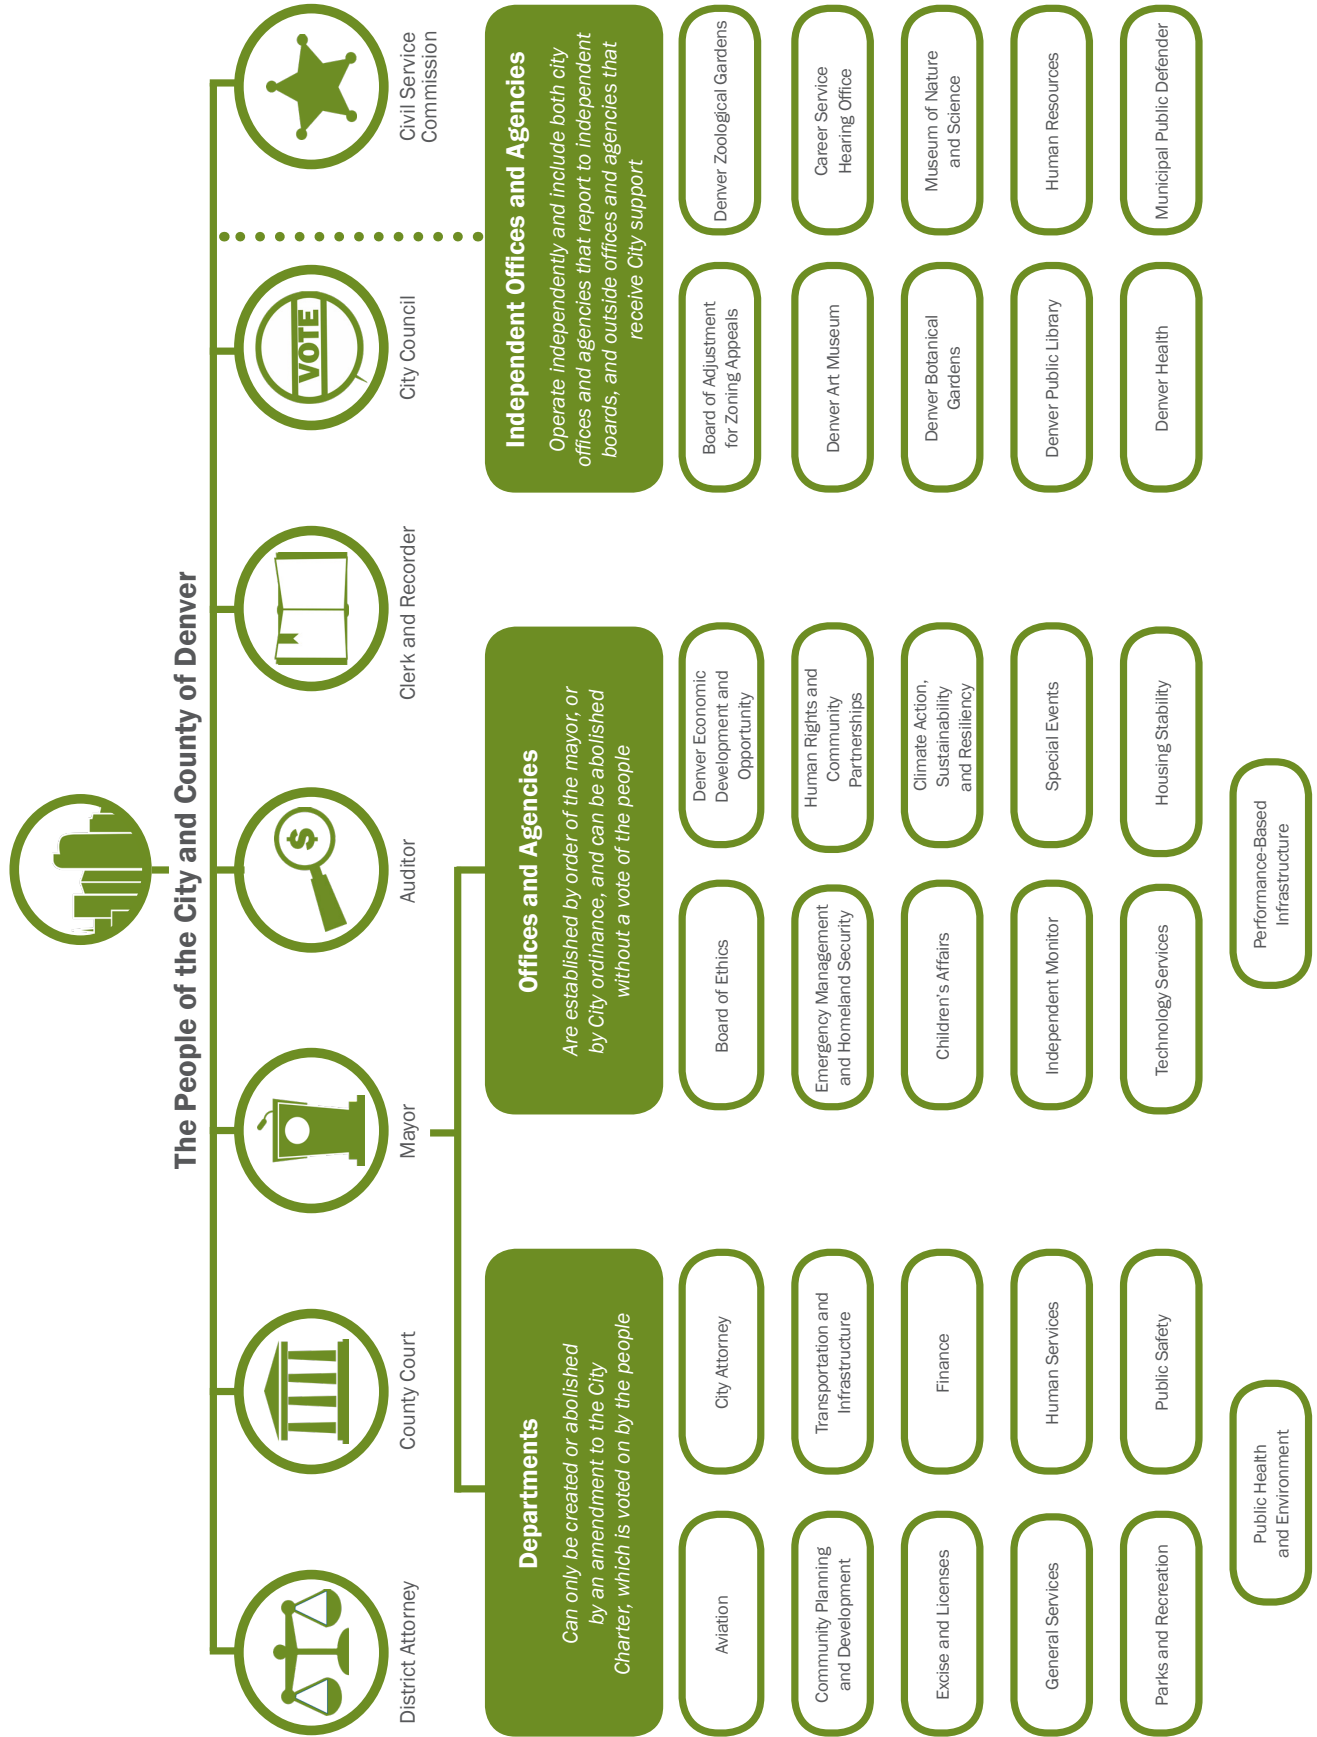 The People of the City and County of Denver
District Attorney
County Court
Mayor
Auditor
Clerk and Recorder
VOTE
City Council
Civil Service
Commission
$
Departments
Can only be created or abolished
by an amendment to the City
Charter, which is voted on by the people
Aviation
City Attorney
Community Planning
and Development
Transportation and
Infrastructure
Excise and Licenses
Finance
General Services
Human Services
Parks and Recreation
Public Safety
Public Health
and Environment
Offices and Agencies
Are established by order of the mayor, or
by City ordinance, and can be abolished
without a vote of the people
Board of Ethics
Denver Economic
Development and
Opportunity
Emergency Management
and Homeland Security
Human Rights and
Community
Partnerships
Children's Affairs
Climate Action,
Sustainability
and Resiliency
Independent Monitor
Special Events
Technology Services
Housing Stability
Performance-Based
Infrastructure
Independent Offices and Agencies
Operate independently and include both city
offices and agencies that report to independent
boards, and outside offices and agencies that
receive City support
Board of Adjustment
for Zoning Appeals
Denver Zoological Gardens
Denver Art Museum
Career Service
Hearing Office
Denver Botanical
Gardens
Museum of Nature
and Science
Denver Public Library
Human Resources
Denver Health
Municipal Public Defender